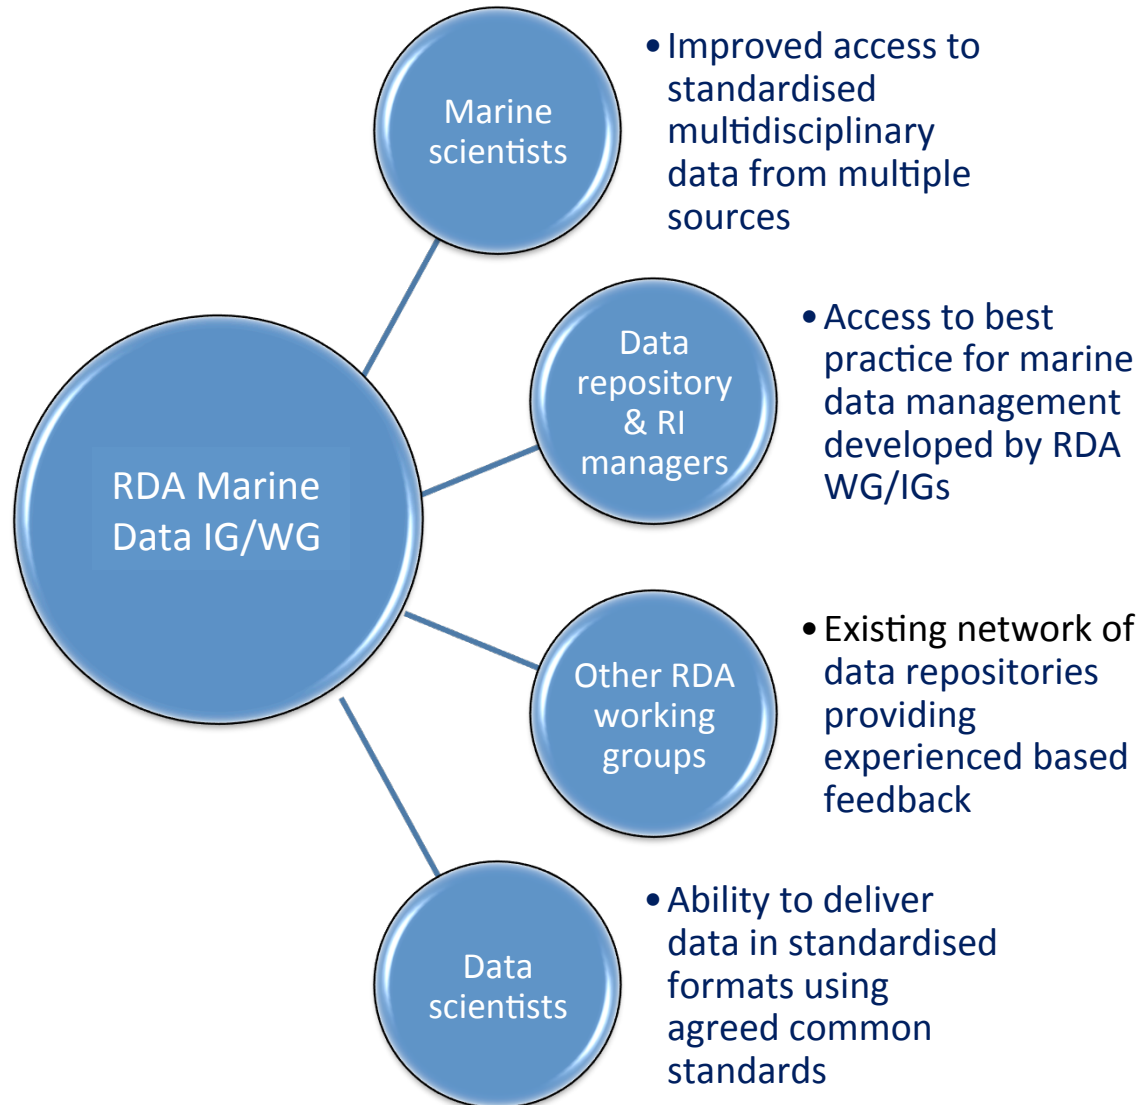 Marine
scientists
• Improved access to
standardised
multidisciplinary
data from multiple
sources
Data
repository
& RI
managers
• Access to best
practice for marine
data management
developed by RDA
WG/IGs
RDA Marine
Data IG/WG
Other RDA
working
groups
• Existing network of
data repositories
providing
experienced based
feedback
Data
scientists
• Ability to deliver
data in standardised
formats using
agreed common
standards